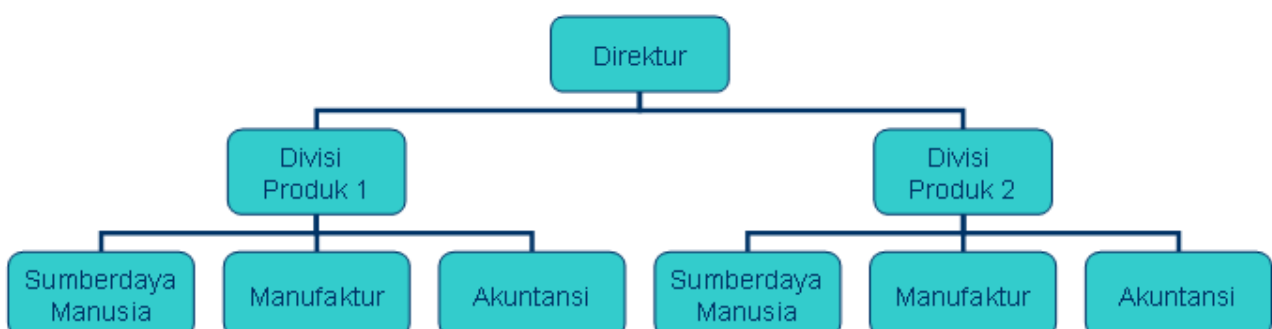 Direktur
Divisi
Produk 1
Divisi
Produk 2
Sumberdaya
Manusia
Manufaktur
Akuntansi
Sumberdaya
Manusia
Manufaktur
Akuntansi